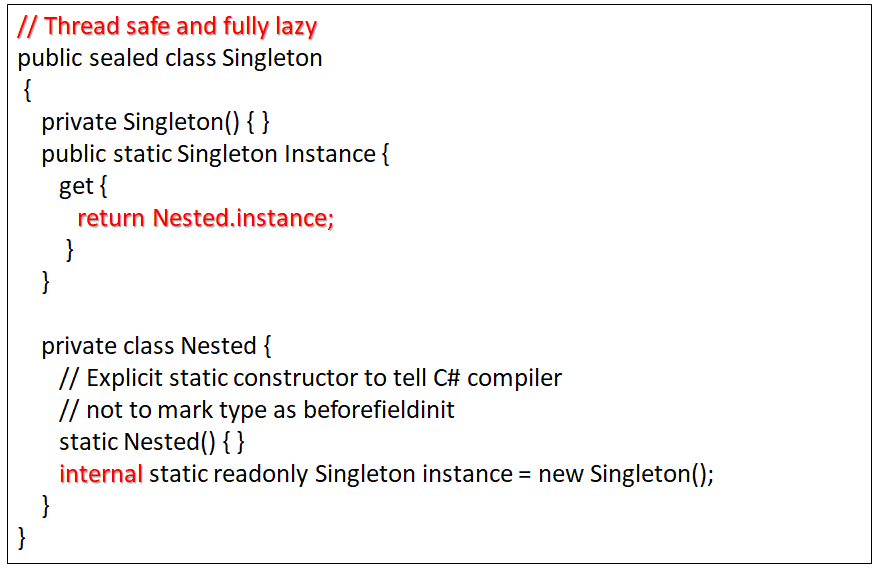 // Thread safe and fully lazy
public sealed class Singleton
{
private Singleton() { }
public static Singleton Instance {
get {
return Nested.instance;
}
}
private class Nested {
// Explicit static constructor to tell C# compiler
// not to mark type as beforefieldinit
static Nested() { }
internal static readonly Singleton instance = new Singleton();
}
}